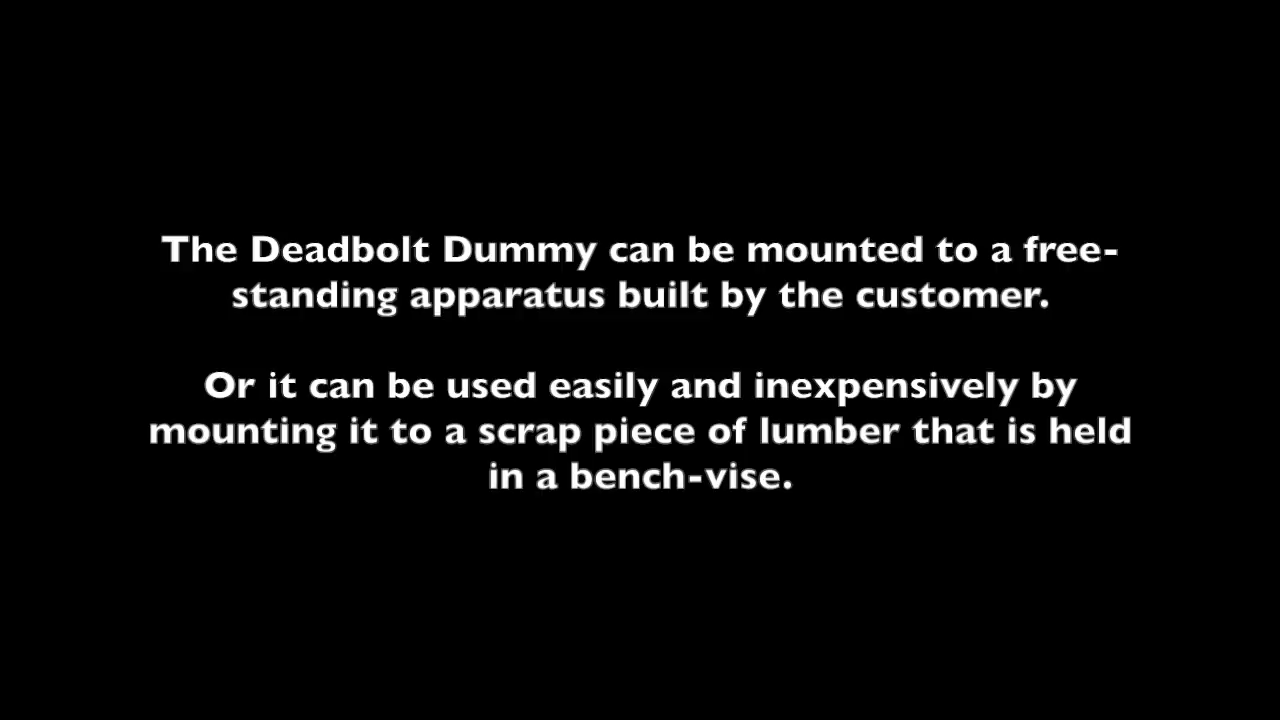 The Deadbolt Dummy can be mounted to a free-
standing apparatus built by the customer.
Or it can be used easily and inexpensively by
mounting it to a scrap piece of lumber that is held
in a bench-vise.